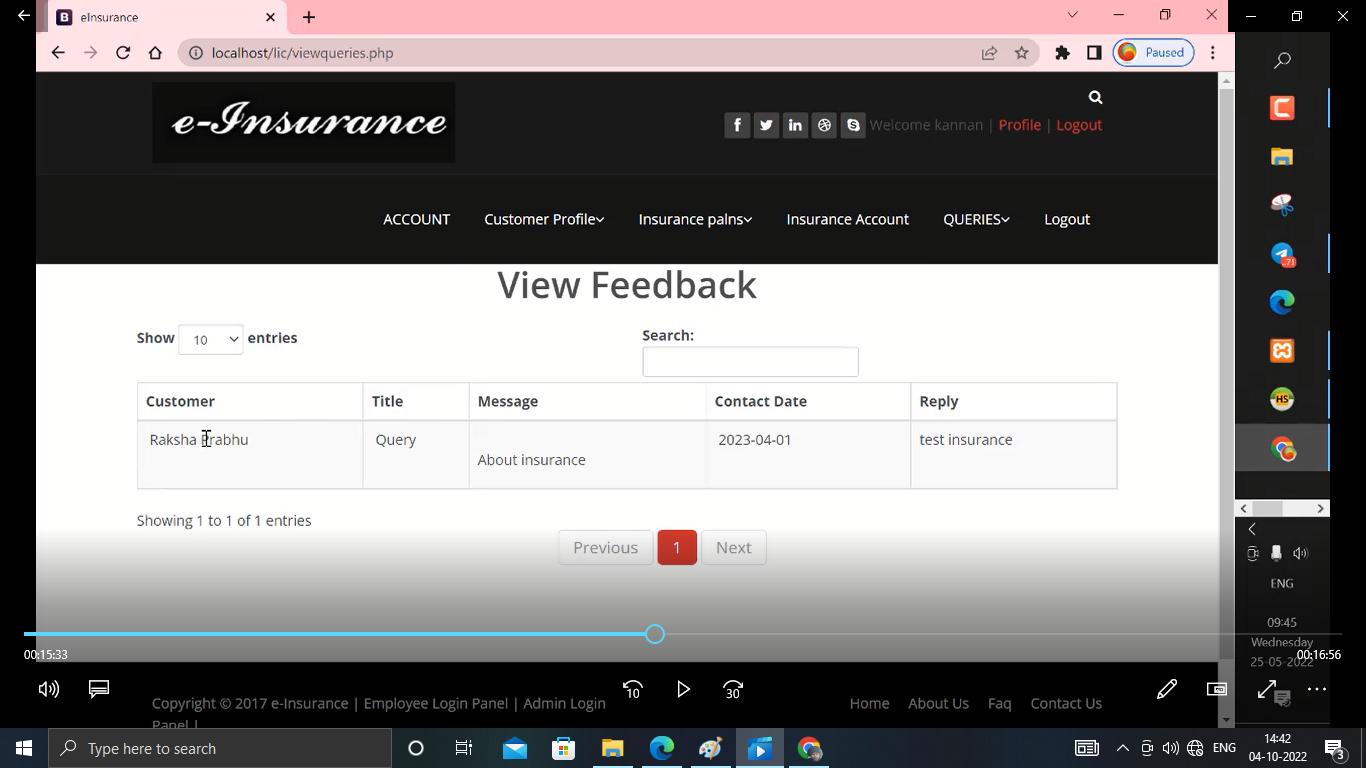 eInsurance
localhost/lic/viewqueries.php
Paused
e-Insurance
Welcome kannan | Profile | Logout
ACCOUNT Customer Profile Insurance palns Insurance Account QUERIES Logout
View Feedback
Show 10 entries
Search:
Customer Title Message Contact Date Reply
Raksha Prabhu Query About insurance 2023-04-01 test insurance
Showing 1 to 1 of 1 entries
Previous 1 Next
00:15:33
00:16:56
10
30
Copyright © 2017 e-Insurance | Employee Login Panel | Admin Login
Panel |
Home About Us Faq Contact Us
HS
ENG
09:45
Wednesday
25-05-2022
Type here to search
ENG
14:42
04-10-2022
3